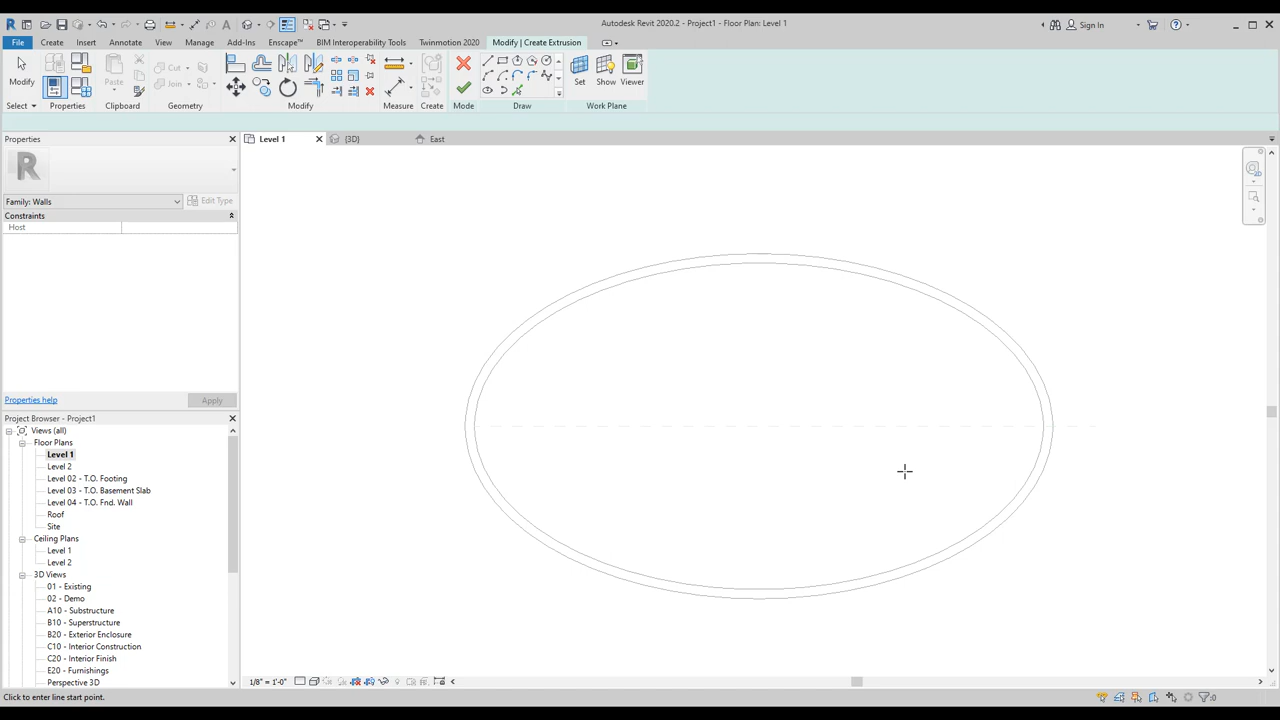 Autodesk Revit 2020.2 - Project1 - Floor Plan: Level 1
Sign In
File Create Insert Annotate View Manage Add-Ins Enscape™ BIM Interoperability Tools Twinmotion 2020 Modify | Create Extrusion
Modify
Paste
Cut
Join
Set Show Viewer
Select Properties Clipboard Geometry Modify Measure Create Mode Draw Work Plane
Properties
Level 1 {3D} East
R
Family: Walls Edit Type
Constraints
Host
Properties help Apply
Project Browser - Project1
Views (all)
Floor Plans
Level 1
Level 2
Level 02 - T.O. Footing
Level 03 - T.O. Basement Slab
Level 04 - T.O. Fnd. Wall
Roof
Site
Ceiling Plans
Level 1
Level 2
3D Views
01 - Existing
02 - Demo
A10 - Substructure
B10 - Superstructure
B20 - Exterior Enclosure
C10 - Interior Construction
C20 - Interior Finish
E20 - Furnishings
Perspective 3D
1/8" = 1'-0"
Click to enter line start point. :0